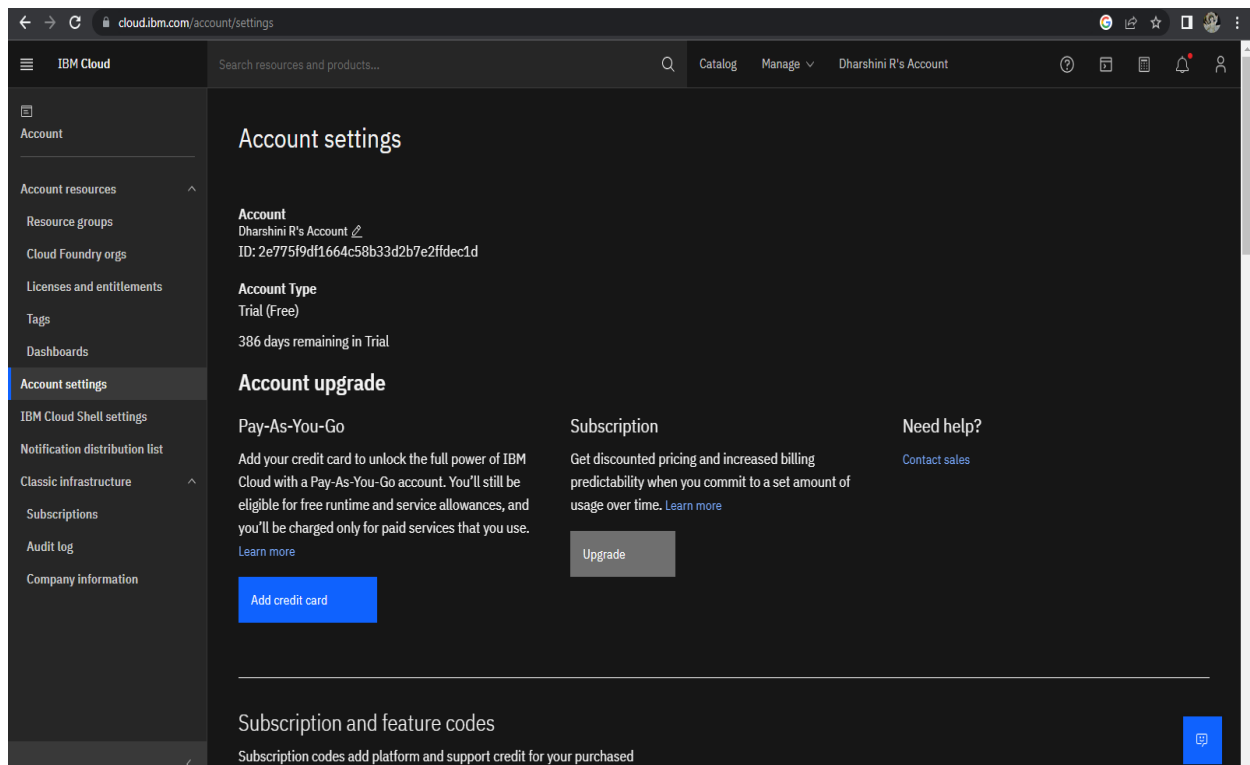 cloud.ibm.com/account/settings
IBM Cloud
Search resources and products...
Catalog
Manage
Dharshini R's Account
Account
Account resources
Resource groups
Cloud Foundry orgs
Licenses and entitlements
Tags
Dashboards
Account settings
IBM Cloud Shell settings
Notification distribution list
Classic infrastructure
Subscriptions
Audit log
Company information
Account settings
Account
Dharshini R's Account
ID: 2e775f9df1664c58b33d2b7e2ffdec1d
Account Type
Trial (Free)
386 days remaining in Trial
Account upgrade
Pay-As-You-Go
Add your credit card to unlock the full power of IBM
Cloud with a Pay-As-You-Go account. You’ll still be
eligible for free runtime and service allowances, and
you’ll be charged only for paid services that you use.
Learn more
Add credit card
Subscription
Get discounted pricing and increased billing
predictability when you commit to a set amount of
usage over time. Learn more
Upgrade
Need help?
Contact sales
Subscription and feature codes
Subscription codes add platform and support credit for your purchased